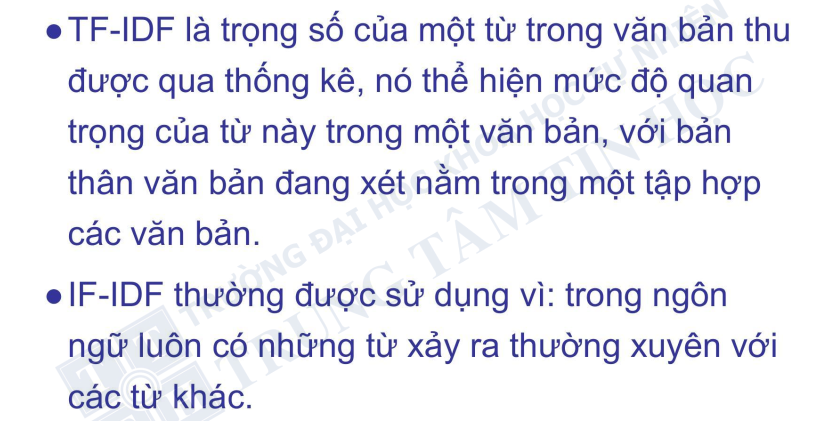 ● TF-IDF là trọng số của một từ trong văn bản thu
được qua thống kê, nó thể hiện mức độ quan
trọng của từ này trong một văn bản, với bản
thân văn bản đang xét nằm trong một tập hợp
các văn bản.
● IF-IDF thường được sử dụng vì: trong ngôn
ngữ luôn có những từ xảy ra thường xuyên với
các từ khác.
TRƯỜNG ĐẠI HỌC KHOA HỌC TỰ NHIÊN
TRUNG TÂM TIN HỌC